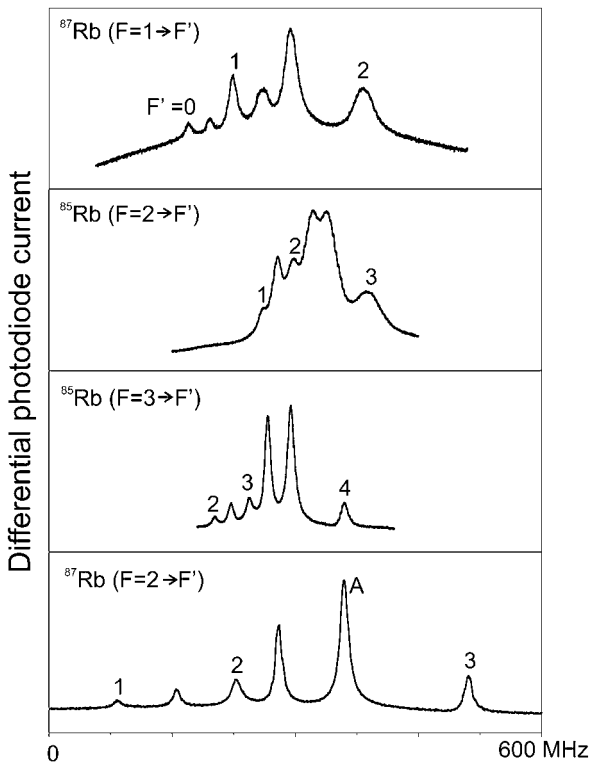 Differential photodiode current
⁸⁷Rb (F=1→F')
F' =0
1
2
⁸⁵Rb (F=2→F')
1
2
3
⁸⁵Rb (F=3→F')
2
3
4
⁸⁷Rb (F=2→F')
1
2
A
3
0
600 MHz